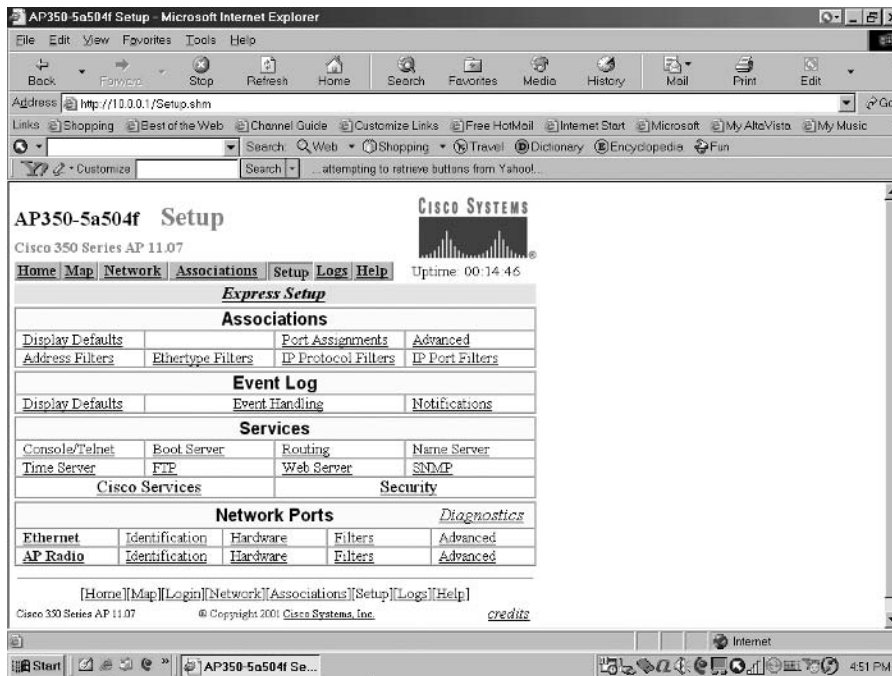 AP350-5a504f Setup - Microsoft Internet Explorer
File Edit View Favorites Tools Help
Back Forward Stop Refresh Home Search Favorites Media History Mail Print Edit
Address http://10.0.0.1/Setup.shm Go
Links Shopping Best of the Web Channel Guide Customize Links Free HotMail Internet Start Microsoft My AltaVista My Music
Search: Web Shopping Travel Dictionary Encyclopedia Fun
Customize Search ...attempting to retrieve buttons from Yahoo!...
AP350-5a504f Setup
CISCO SYSTEMS
Cisco 350 Series AP 11.07
Home Map Network Associations Setup Logs Help
Uptime: 00:14:46
Express Setup
Associations
Display Defaults Port Assignments Advanced
Address Filters Ethertype Filters IP Protocol Filters IP Port Filters
Event Log
Display Defaults Event Handling Notifications
Services
Console/Telnet Boot Server Routing Name Server
Time Server FTP Web Server SNMP
Cisco Services Security
Network Ports Diagnostics
Ethernet Identification Hardware Filters Advanced
AP Radio Identification Hardware Filters Advanced
[Home][Map][Login][Network][Associations][Setup][Logs][Help]
Cisco 350 Series AP 11.07 © Copyright 2001 Cisco Systems, Inc. credits
Internet
Start AP350-5a504f Se... 4:51 PM